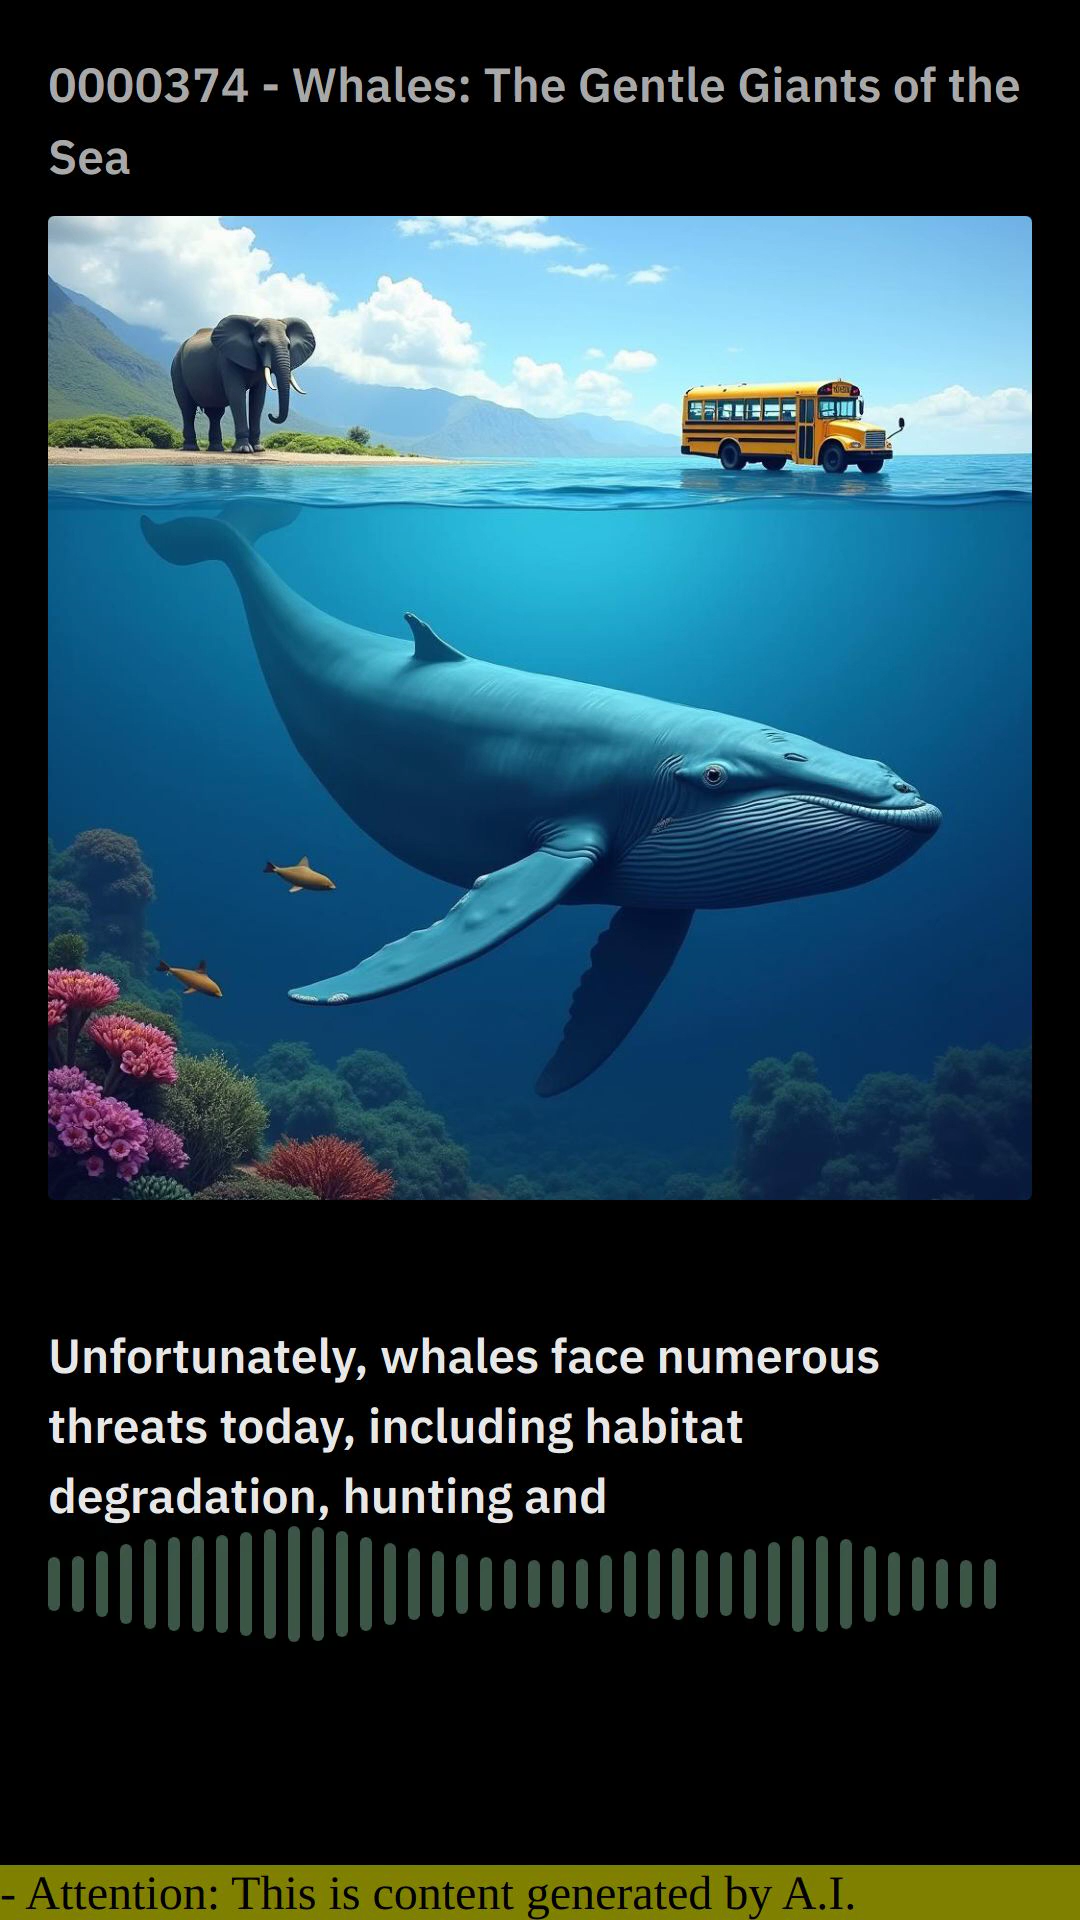 0000374 - Whales: The Gentle Giants of the
Sea
Unfortunately, whales face numerous
threats today, including habitat
degradation, hunting and
- Attention: This is content generated by A.I.